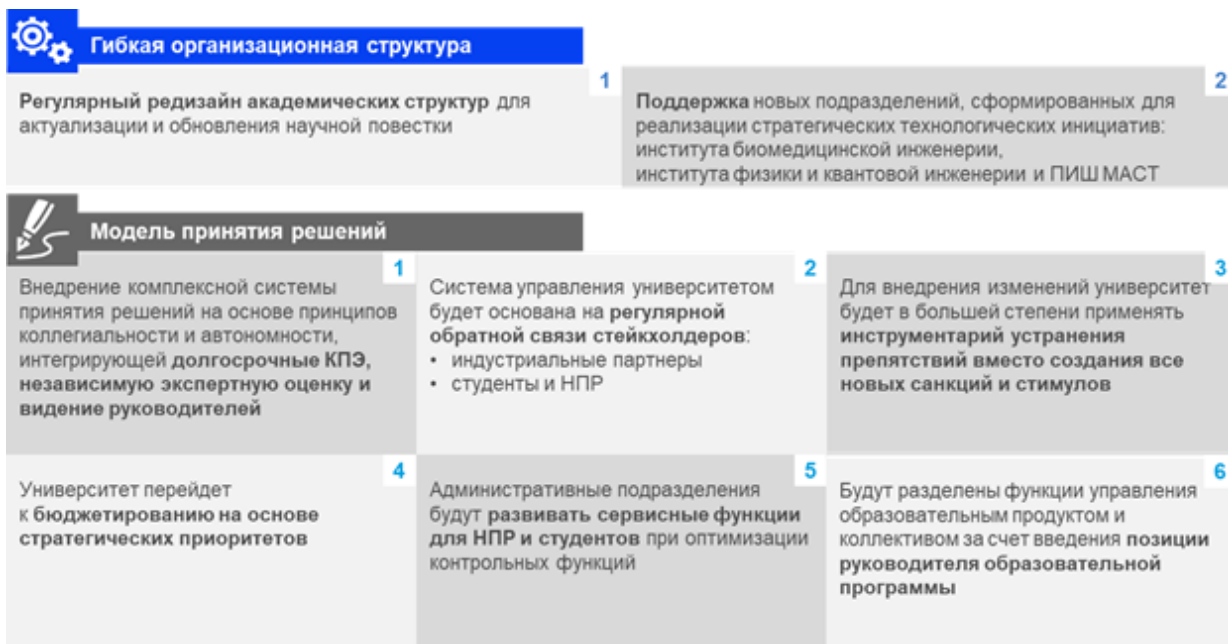 Гибкая организационная структура
1
Регулярный редизайн академических структур для
актуализации и обновления научной повестки
2
Поддержка новых подразделений, сформированных для
реализации стратегических технологических инициатив:
института биомедицинской инженерии,
института физики и квантовой инженерии и ПИШ МАСТ
Модель принятия решений
1
Внедрение комплексной системы
принятия решений на основе принципов
коллегиальности и автономности,
интегрирующей долгосрочные КПЭ,
независимую экспертную оценку и
видение руководителей
2
Система управления университетом
будет основана на регулярной
обратной связи стейкхолдеров:
• индустриальные партнеры
• студенты и НПР
3
Для внедрения изменений университет
будет в большей степени применять
инструментарий устранения
препятствий вместо создания все
новых санкций и стимулов
4
Университет перейдет
к бюджетированию на основе
стратегических приоритетов
5
Административные подразделения
будут развивать сервисные функции
для НПР и студентов при оптимизации
контрольных функций
6
Будут разделены функции управления
образовательным продуктом и
коллективом за счет введения позиции
руководителя образовательной
программы